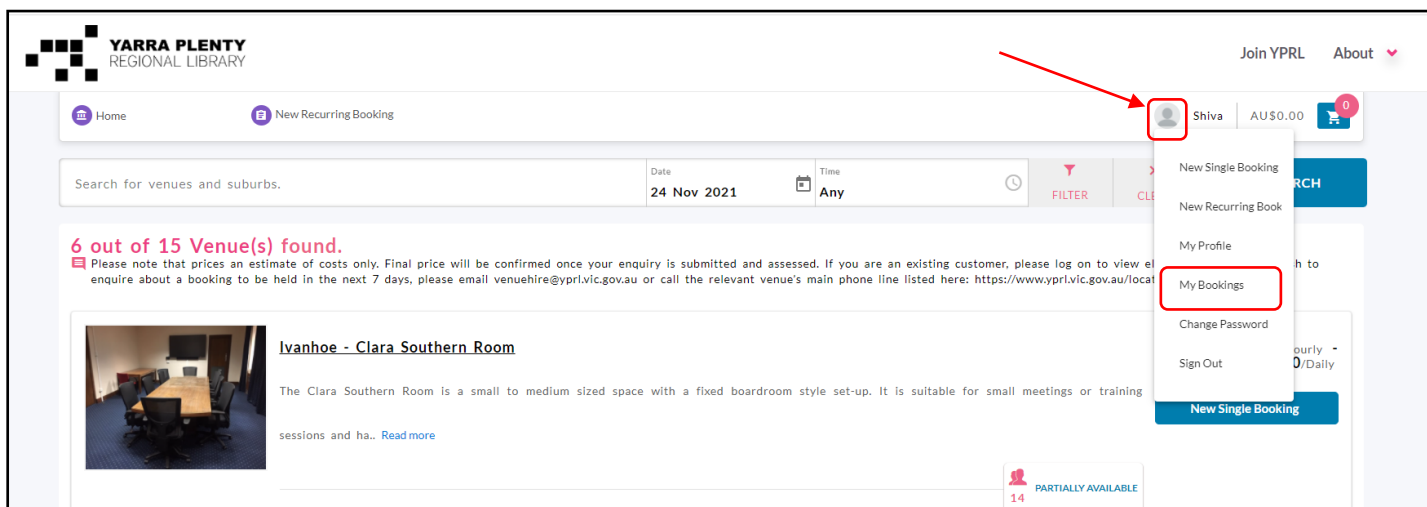 YARRA PLENTY
REGIONAL LIBRARY
Join YPRL About
Home New Recurring Booking Shiva AU$0.00 0
Search for venues and suburbs. Date 24 Nov 2021 Time Any FILTER
New Single Booking
New Recurring Book
My Profile
My Bookings
Change Password
Sign Out
6 out of 15 Venue(s) found.
Please note that prices an estimate of costs only. Final price will be confirmed once your enquiry is submitted and assessed. If you are an existing customer, please log on to view
enquire about a booking to be held in the next 7 days, please email venuehire@yprl.vic.gov.au or call the relevant venue's main phone line listed here: https://www.yprl.vic.gov.au/locat
Ivanhoe - Clara Southern Room
/Daily
The Clara Southern Room is a small to medium sized space with a fixed boardroom style set-up. It is suitable for small meetings or training
New Single Booking
sessions and ha.. Read more
14 PARTIALLY AVAILABLE